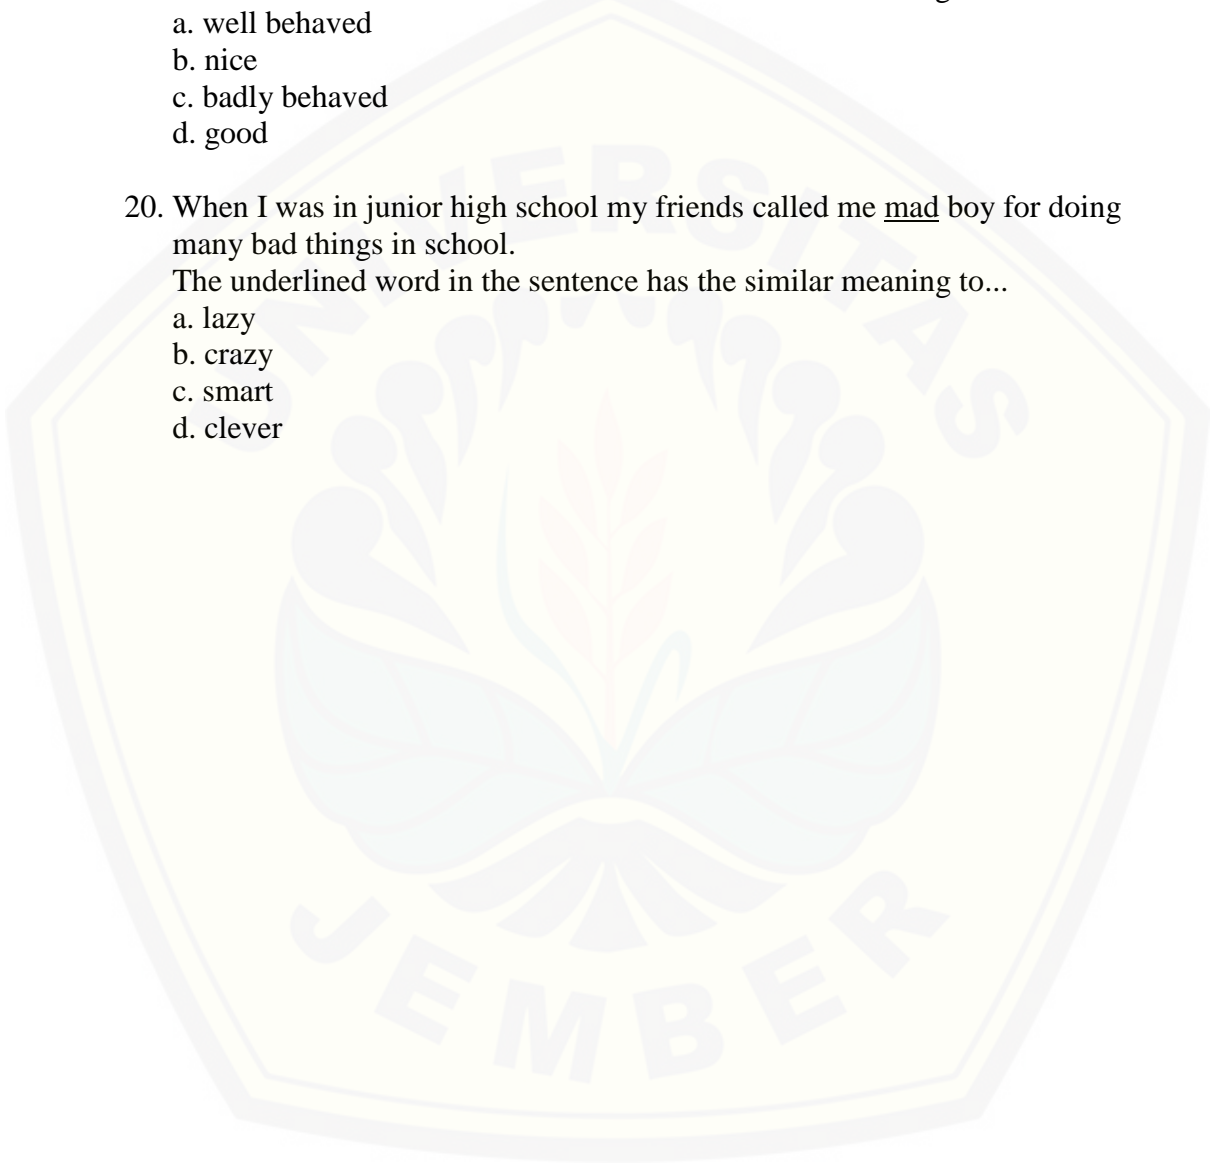 a. well behaved
b. nice
c. badly behaved
d. good
20. When I was in junior high school my friends called me mad boy for doing
many bad things in school.
The underlined word in the sentence has the similar meaning to...
a. lazy
b. crazy
c. smart
d. clever
UNIVERSITAS
JEMBER